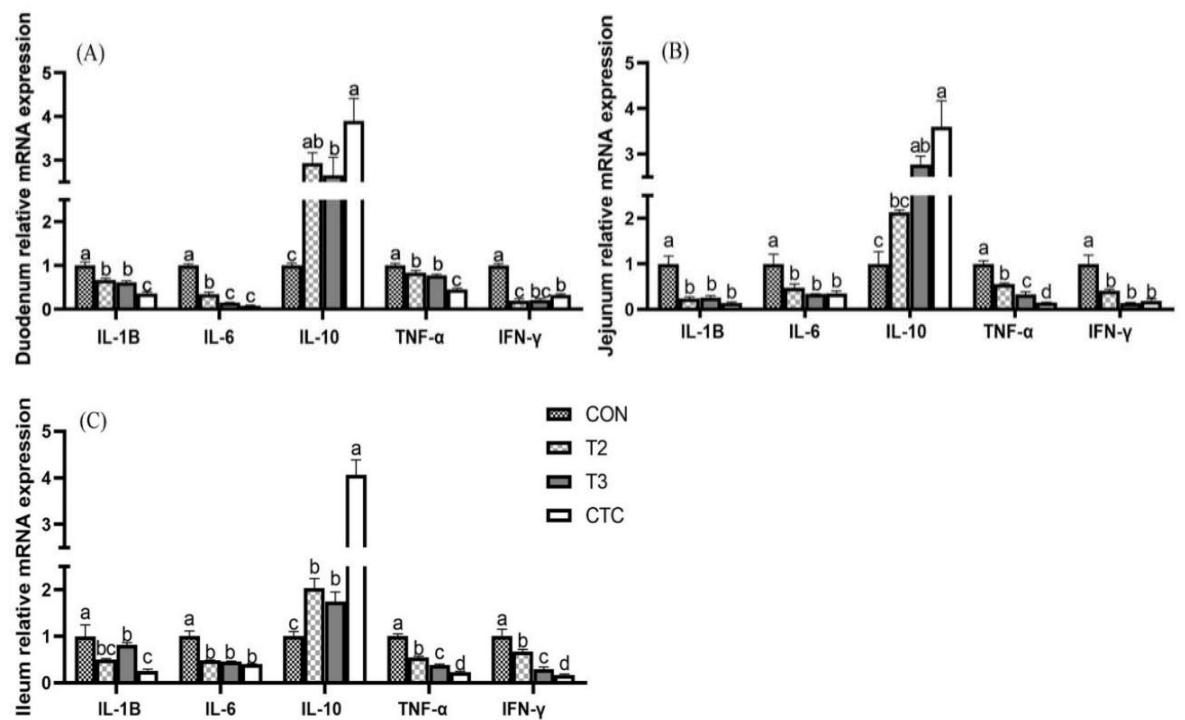 (A)
Duodenum relative mRNA expression
5
4
3
2
1
0
a
b
b
c
a
b
c
c
c
ab
b
a
a
b
b
c
a
c
bc
b
IL-1B
IL-6
IL-10
TNF-α
IFN-γ
(B)
Jejunum relative mRNA expression
5
4
3
2
1
0
a
b
b
b
a
b
b
b
c
bc
ab
a
a
b
c
d
a
b
b
b
IL-1B
IL-6
IL-10
TNF-α
IFN-γ
(C)
Ileum relative mRNA expression
5
4
3
2
1
0
a
bc
b
c
a
b
b
b
c
b
b
a
a
b
c
d
a
b
c
d
IL-1B
IL-6
IL-10
TNF-α
IFN-γ
CON
T2
T3
CTC